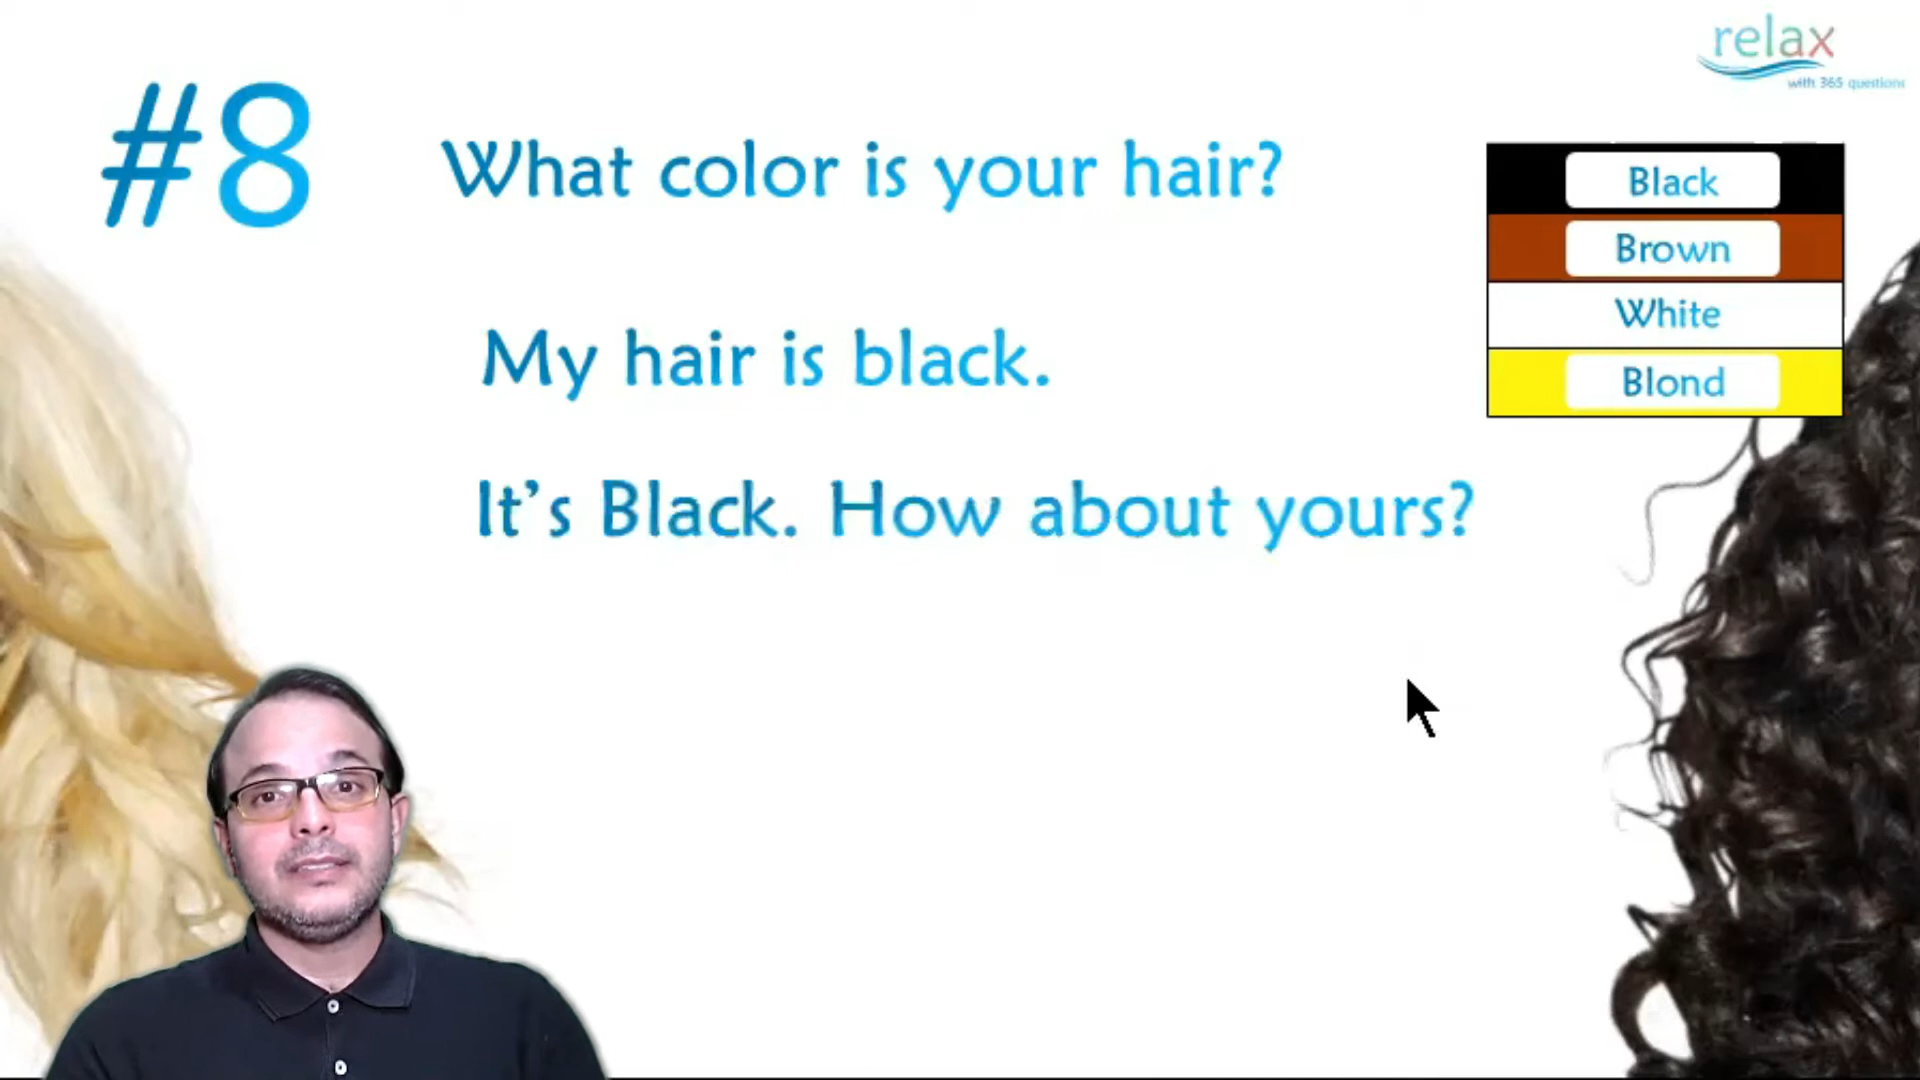 relax
with 365 questions
#8
What color is your hair?
My hair is black.
It's Black. How about yours?
Black
Brown
White
Blond